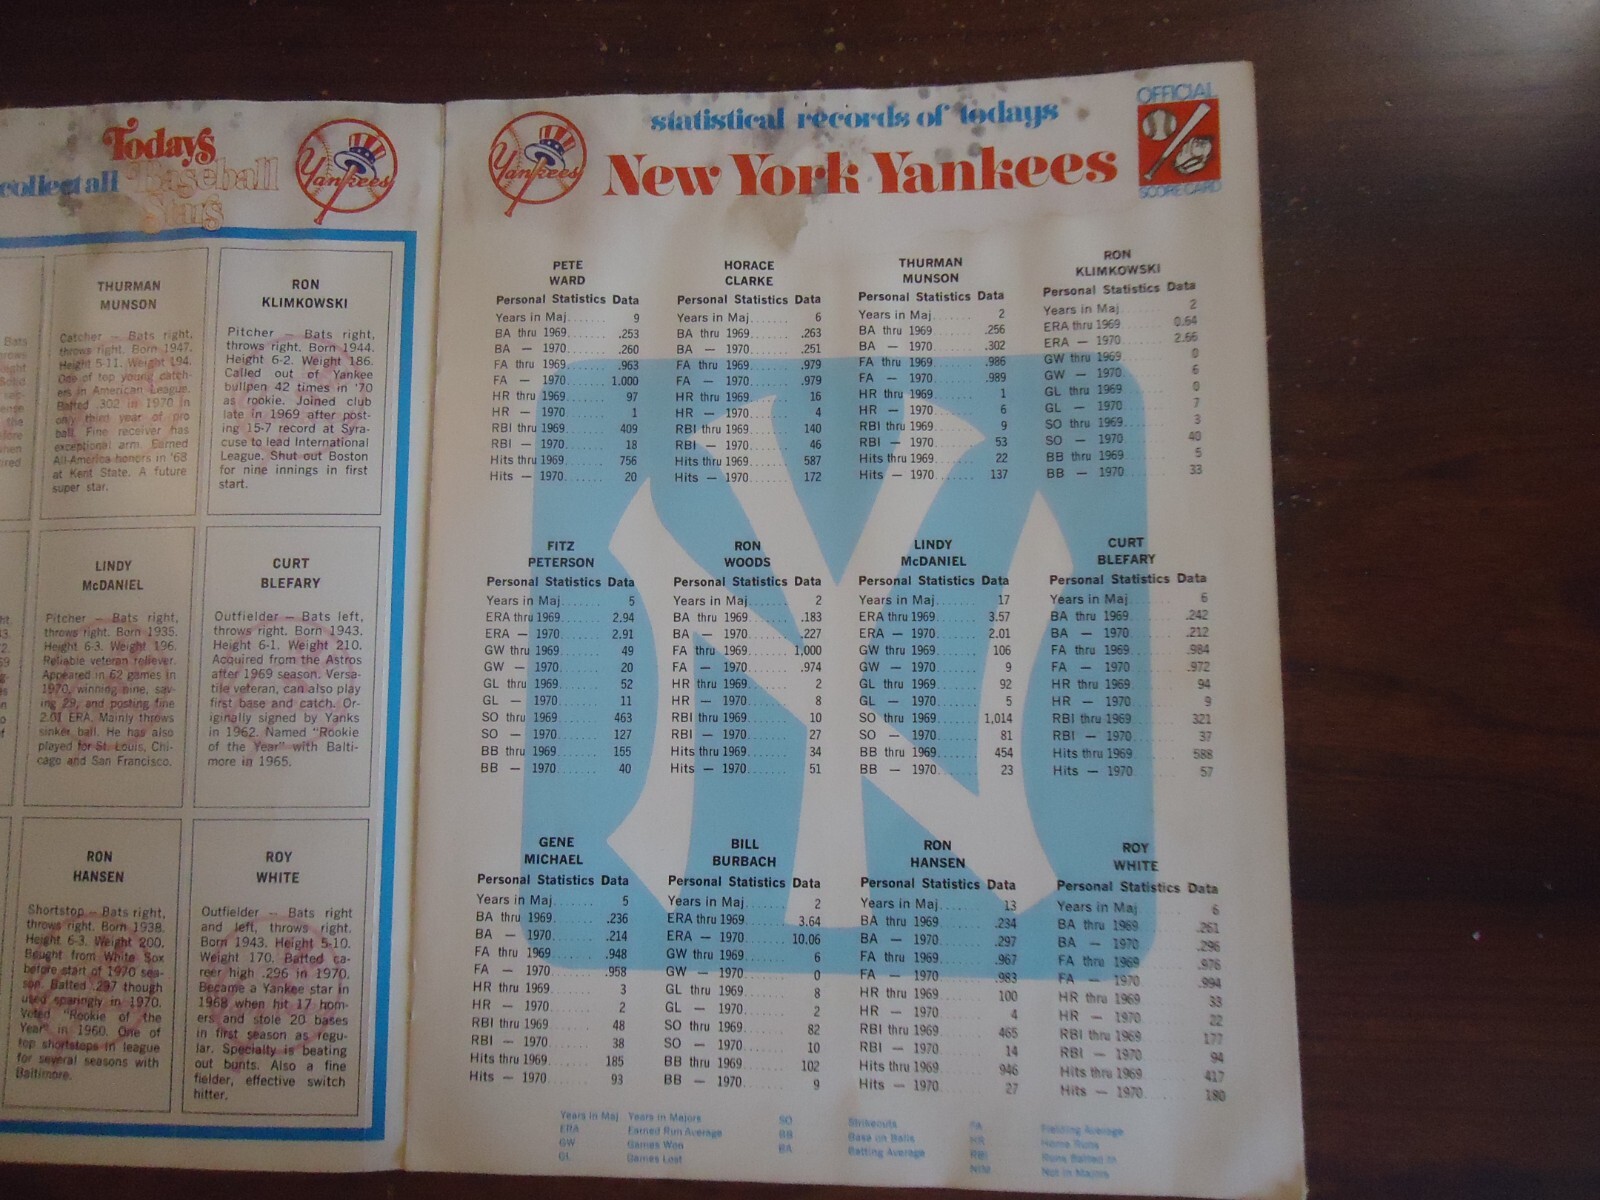 Todays
collect all Baseball
Stars
Yankees
THURMAN
MUNSON
Catcher — Bats right,
throws right. Born 1947.
Height 5-11. Weight 194.
One of top young catch-
ers in American League.
Batted .302 in 1970 in
only third year of pro
ball. Fine receiver has
exceptional arm. Earned
All-America honors in '68
at Kent State. A future
super star.
RON
KLIMKOWSKI
Pitcher — Bats right,
throws right. Born 1944.
Height 6-2. Weight 186.
Called out of Yankee
bullpen 42 times in '70
as rookie. Joined club
late in 1969 after post-
ing 15-7 record at Syra-
cuse to lead International
League. Shut out Boston
for nine innings in first
start.
LINDY
McDANIEL
Pitcher — Bats right,
throws right. Born 1935.
Height 6-3. Weight 196.
Reliable veteran reliever.
Appeared in 62 games in
1970, winning nine, sav-
ing 29, and posting fine
2.01 ERA. Mainly throws
sinker ball. He has also
played for St. Louis, Chi-
cago and San Francisco.
CURT
BLEFARY
Outfielder — Bats left,
throws right. Born 1943.
Height 6-1. Weight 210.
Acquired from the Astros
after 1969 season. Versa-
tile veteran, can also play
first base and catch. Or-
iginally signed by Yanks
in 1962. Named "Rookie
of the Year" with Balti-
more in 1965.
RON
HANSEN
Shortstop — Bats right,
throws right. Born 1938.
Height 6-3. Weight 200.
Bought from White Sox
before start of 1970 sea-
son. Batted .297 though
used sparingly in 1970.
Voted "Rookie of the
Year" in 1960. One of
top shortstops in league
for several seasons with
Baltimore.
ROY
WHITE
Outfielder — Bats right
and left, throws right.
Born 1943. Height 5-10.
Weight 170. Batted ca-
reer high .296 in 1970.
Became a Yankee star in
1968 when hit 17 hom-
ers and stole 20 bases
in first season as regu-
lar. Specialty is beating
out bunts. Also a fine
fielder, effective switch
hitter.
Yankees
statistical records of todays
New York Yankees
OFFICIAL
SCORECARD
PETE
WARD
Personal Statistics Data
Years in Maj....... 9
BA thru 1969....... .253
BA — 1970....... .260
FA thru 1969....... .963
FA — 1970....... 1.000
HR thru 1969....... 97
HR — 1970....... 1
RBI thru 1969....... 409
RBI — 1970....... 18
Hits thru 1969....... 756
Hits — 1970....... 20
HORACE
CLARKE
Personal Statistics Data
Years in Maj....... 6
BA thru 1969....... .263
BA — 1970....... .251
FA thru 1969....... .979
FA — 1970....... .979
HR thru 1969....... 16
HR — 1970....... 4
RBI thru 1969....... 140
RBI — 1970....... 46
Hits thru 1969....... 587
Hits — 1970....... 172
THURMAN
MUNSON
Personal Statistics Data
Years in Maj....... 2
BA thru 1969....... .256
BA — 1970....... .302
FA thru 1969....... .986
FA — 1970....... .989
HR thru 1969....... 1
HR — 1970....... 6
RBI thru 1969....... 9
RBI — 1970....... 53
Hits thru 1969....... 22
Hits — 1970....... 137
RON
KLIMKOWSKI
Personal Statistics Data
Years in Maj....... 2
ERA thru 1969....... 0.64
ERA — 1970....... 2.66
GW thru 1969....... 0
GW — 1970....... 6
GL thru 1969....... 0
GL — 1970....... 7
SO thru 1969....... 3
SO — 1970....... 40
BB thru 1969....... 5
BB — 1970....... 33
FITZ
PETERSON
Personal Statistics Data
Years in Maj....... 5
ERA thru 1969....... 2.94
ERA — 1970....... 2.91
GW thru 1969....... 49
GW — 1970....... 20
GL thru 1969....... 52
GL — 1970....... 11
SO thru 1969....... 463
SO — 1970....... 127
BB thru 1969....... 155
BB — 1970....... 40
RON
WOODS
Personal Statistics Data
Years in Maj....... 2
BA thru 1969....... .183
BA — 1970....... .227
FA thru 1969....... 1,000
FA — 1970....... .974
HR thru 1969....... 2
HR — 1970....... 8
RBI thru 1969....... 10
RBI — 1970....... 27
Hits thru 1969....... 34
Hits — 1970....... 51
LINDY
McDANIEL
Personal Statistics Data
Years in Maj....... 17
ERA thru 1969....... 3.57
ERA — 1970....... 2.01
GW thru 1969....... 106
GW — 1970....... 9
GL thru 1969....... 92
GL — 1970....... 5
SO thru 1969....... 1,014
SO — 1970....... 81
BB thru 1969....... 454
BB — 1970....... 23
CURT
BLEFARY
Personal Statistics Data
Years in Maj....... 6
BA thru 1969....... .242
BA — 1970....... .212
FA thru 1969....... .984
FA — 1970....... .972
HR thru 1969....... 94
HR — 1970....... 9
RBI thru 1969....... 321
RBI — 1970....... 37
Hits thru 1969....... 588
Hits — 1970....... 57
GENE
MICHAEL
Personal Statistics Data
Years in Maj....... 5
BA thru 1969....... .236
BA — 1970....... .214
FA thru 1969....... .948
FA — 1970....... .958
HR thru 1969....... 3
HR — 1970....... 2
RBI thru 1969....... 48
RBI — 1970....... 38
Hits thru 1969....... 185
Hits — 1970....... 93
BILL
BURBACH
Personal Statistics Data
Years in Maj....... 2
ERA thru 1969....... 3.64
ERA — 1970....... 10.06
GW thru 1969....... 6
GW — 1970....... 0
GL thru 1969....... 8
GL — 1970....... 2
SO thru 1969....... 82
SO — 1970....... 10
BB thru 1969....... 102
BB — 1970....... 9
RON
HANSEN
Personal Statistics Data
Years in Maj....... 13
BA thru 1969....... .234
BA — 1970....... .297
FA thru 1969....... .967
FA — 1970....... .983
HR thru 1969....... 100
HR — 1970....... 4
RBI thru 1969....... 465
RBI — 1970....... 14
Hits thru 1969....... 946
Hits — 1970....... 27
ROY
WHITE
Personal Statistics Data
Years in Maj....... 6
BA thru 1969....... .261
BA — 1970....... .296
FA thru 1969....... .976
FA — 1970....... .994
HR thru 1969....... 33
HR — 1970....... 22
RBI thru 1969....... 177
RBI — 1970....... 94
Hits thru 1969....... 417
Hits — 1970....... 180
Years in Maj. Years in Majors
ERA Earned Run Average
GW Games Won
GL Games Lost
SO Strikeouts
BB Base on Balls
BA Batting Average
FA Fielding Average
HR Home Runs
RBI Runs Batted In
NIM Not in Majors